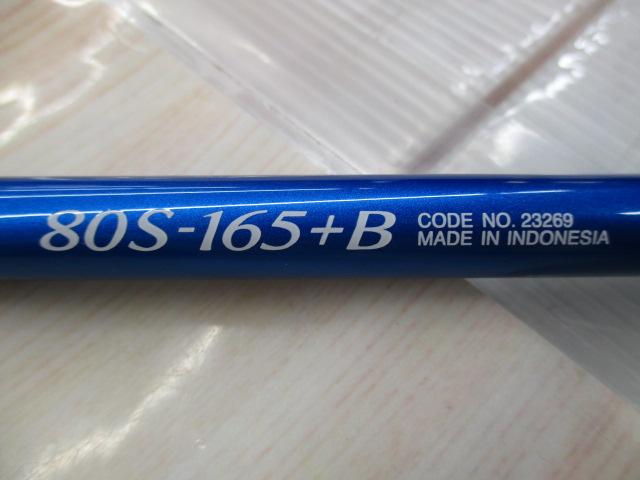 80S-165+B
CODE NO. 23269
MADE IN INDONESIA